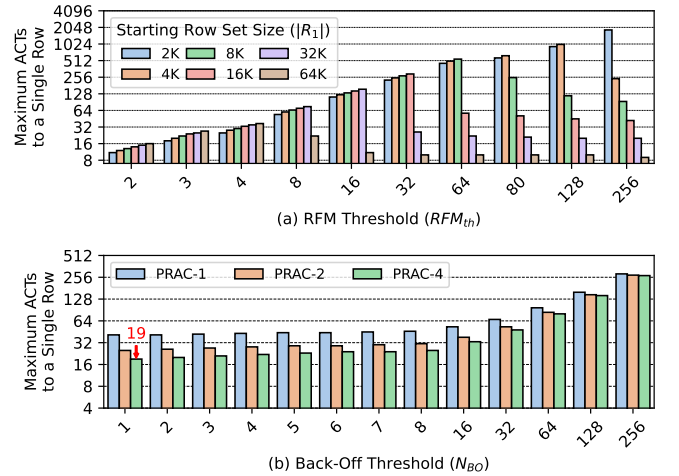 4096
2048
1024
512
256
128
64
32
16
8
Maximum ACTs
to a Single Row
Starting Row Set Size (|R1|)
2K 8K 32K
4K 16K 64K
2 3 4 8 16 32 64 80 128 256
(a) RFM Threshold (RFMth)
512
256
128
64
32
16
8
4
Maximum ACTs
to a Single Row
PRAC-1 PRAC-2 PRAC-4
19
1 2 3 4 5 6 7 8 16 32 64 128 256
(b) Back-Off Threshold (NBO)